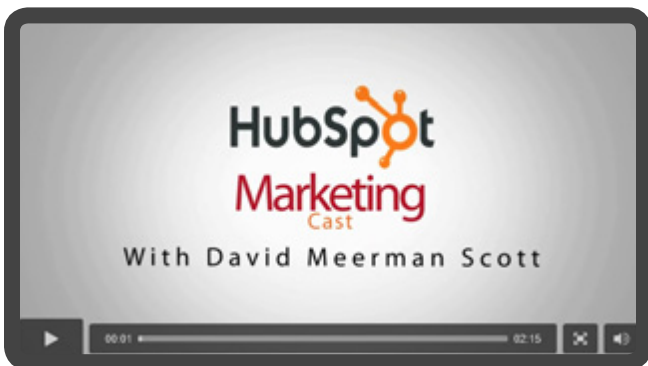 HubSpot
Marketing
Cast
With David Meerman Scott
00:01 02:15